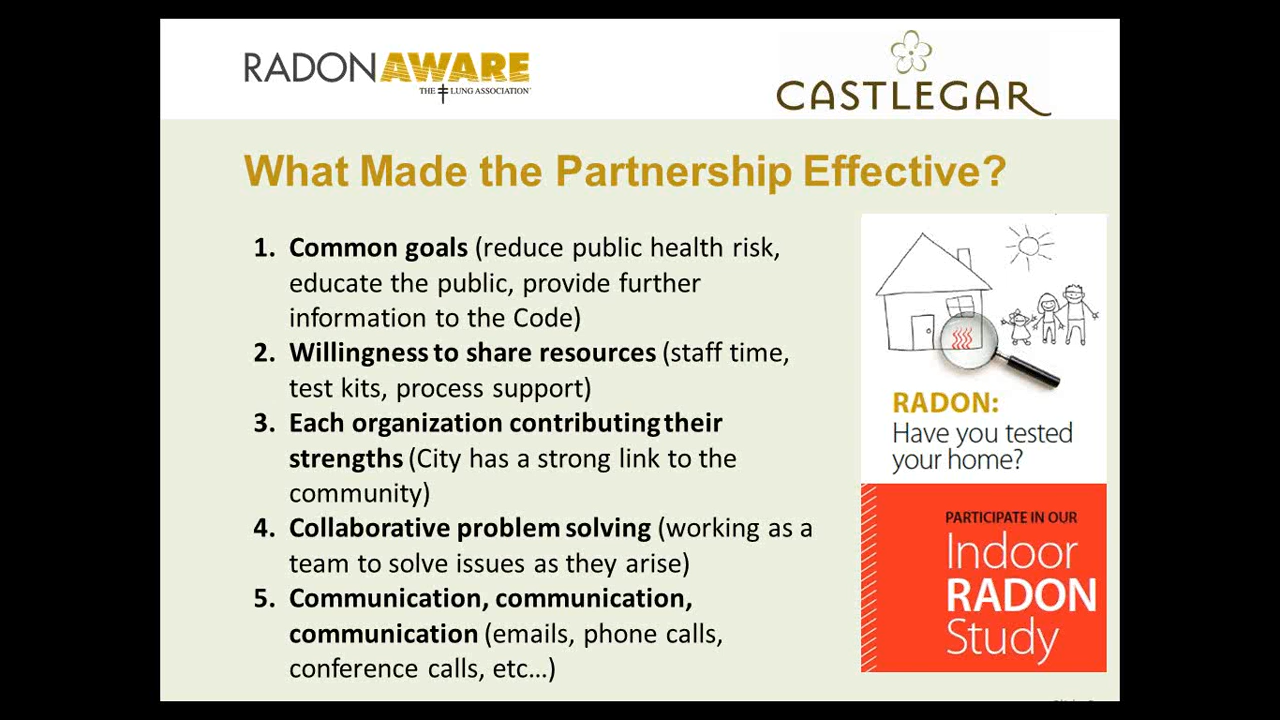 RADONAWARE
THE LUNG ASSOCIATION
CASTLEGAR
What Made the Partnership Effective?
1. Common goals (reduce public health risk,
educate the public, provide further
information to the Code)
2. Willingness to share resources (staff time,
test kits, process support)
3. Each organization contributing their
strengths (City has a strong link to the
community)
4. Collaborative problem solving (working as a
team to solve issues as they arise)
5. Communication, communication,
communication (emails, phone calls,
conference calls, etc…)
RADON:
Have you tested
your home?
PARTICIPATE IN OUR
Indoor
RADON
Study